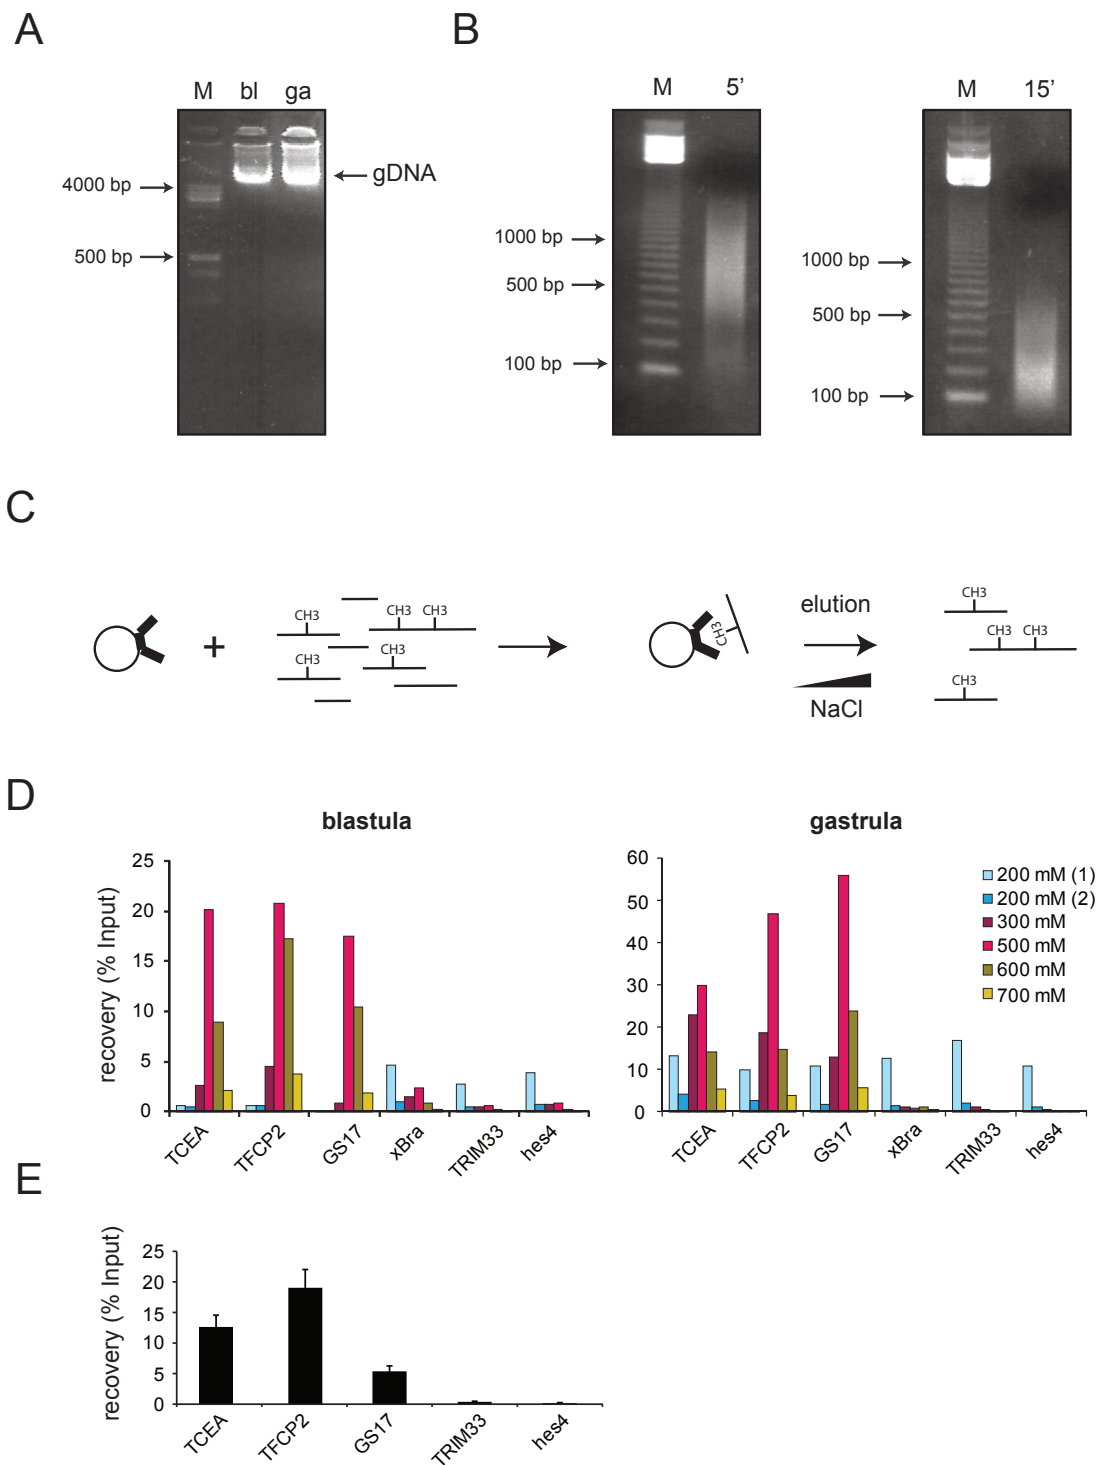 A
B
M bl ga
4000 bp
500 bp
gDNA
M 5’
1000 bp
500 bp
100 bp
M 15’
1000 bp
500 bp
100 bp
C
+
CH3
CH3 CH3
CH3
CH3
CH3
elution
NaCl
CH3
CH3 CH3
CH3
D
blastula
recovery (% Input)
25
20
15
10
5
0
TCEA TFCP2 GS17 xBra TRIM33 hes4
gastrula
60
50
40
30
20
10
0
TCEA TFCP2 GS17 xBra TRIM33 hes4
200 mM (1)
200 mM (2)
300 mM
500 mM
600 mM
700 mM
E
recovery (% Input)
25
20
15
10
5
0
TCEA TFCP2 GS17 TRIM33 hes4